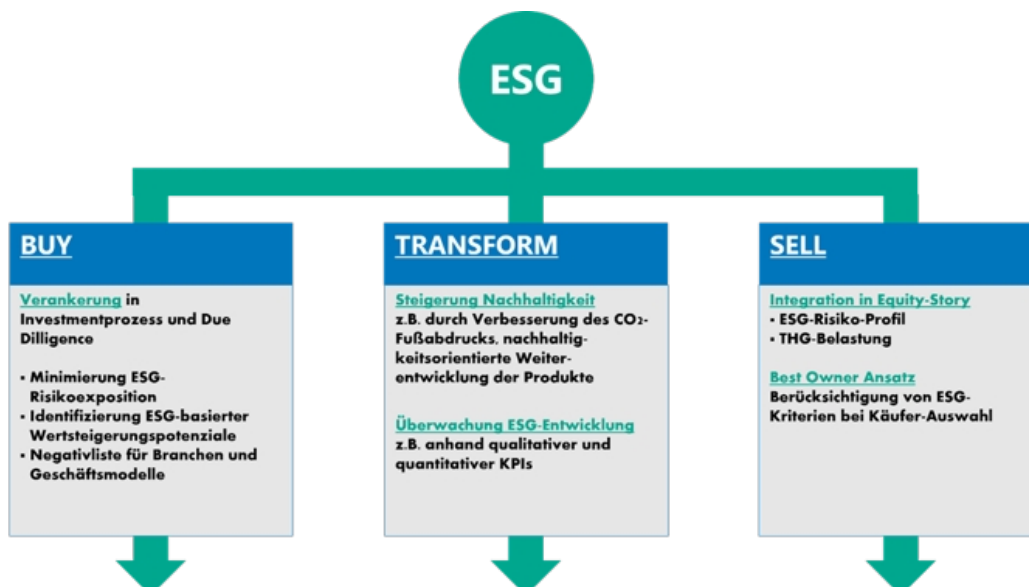 ESG
BUY
Verankerung in
Investmentprozess und Due
Dilligence
▪ Minimierung ESG-
Risikoexposition
▪ Identifizierung ESG-basierter
Wertsteigerungspotenziale
▪ Negativliste für Branchen und
Geschäftsmodelle
TRANSFORM
Steigerung Nachhaltigkeit
z.B. durch Verbesserung des CO₂-
Fußabdrucks, nachhaltig-
keitsorientierte Weiter-
entwicklung der Produkte
Überwachung ESG-Entwicklung
z.B. anhand qualitativer und
quantitativer KPIs
SELL
Integration in Equity-Story
▪ ESG-Risiko-Profil
▪ THG-Belastung
Best Owner Ansatz
Berücksichtigung von ESG-
Kriterien bei Käufer-Auswahl